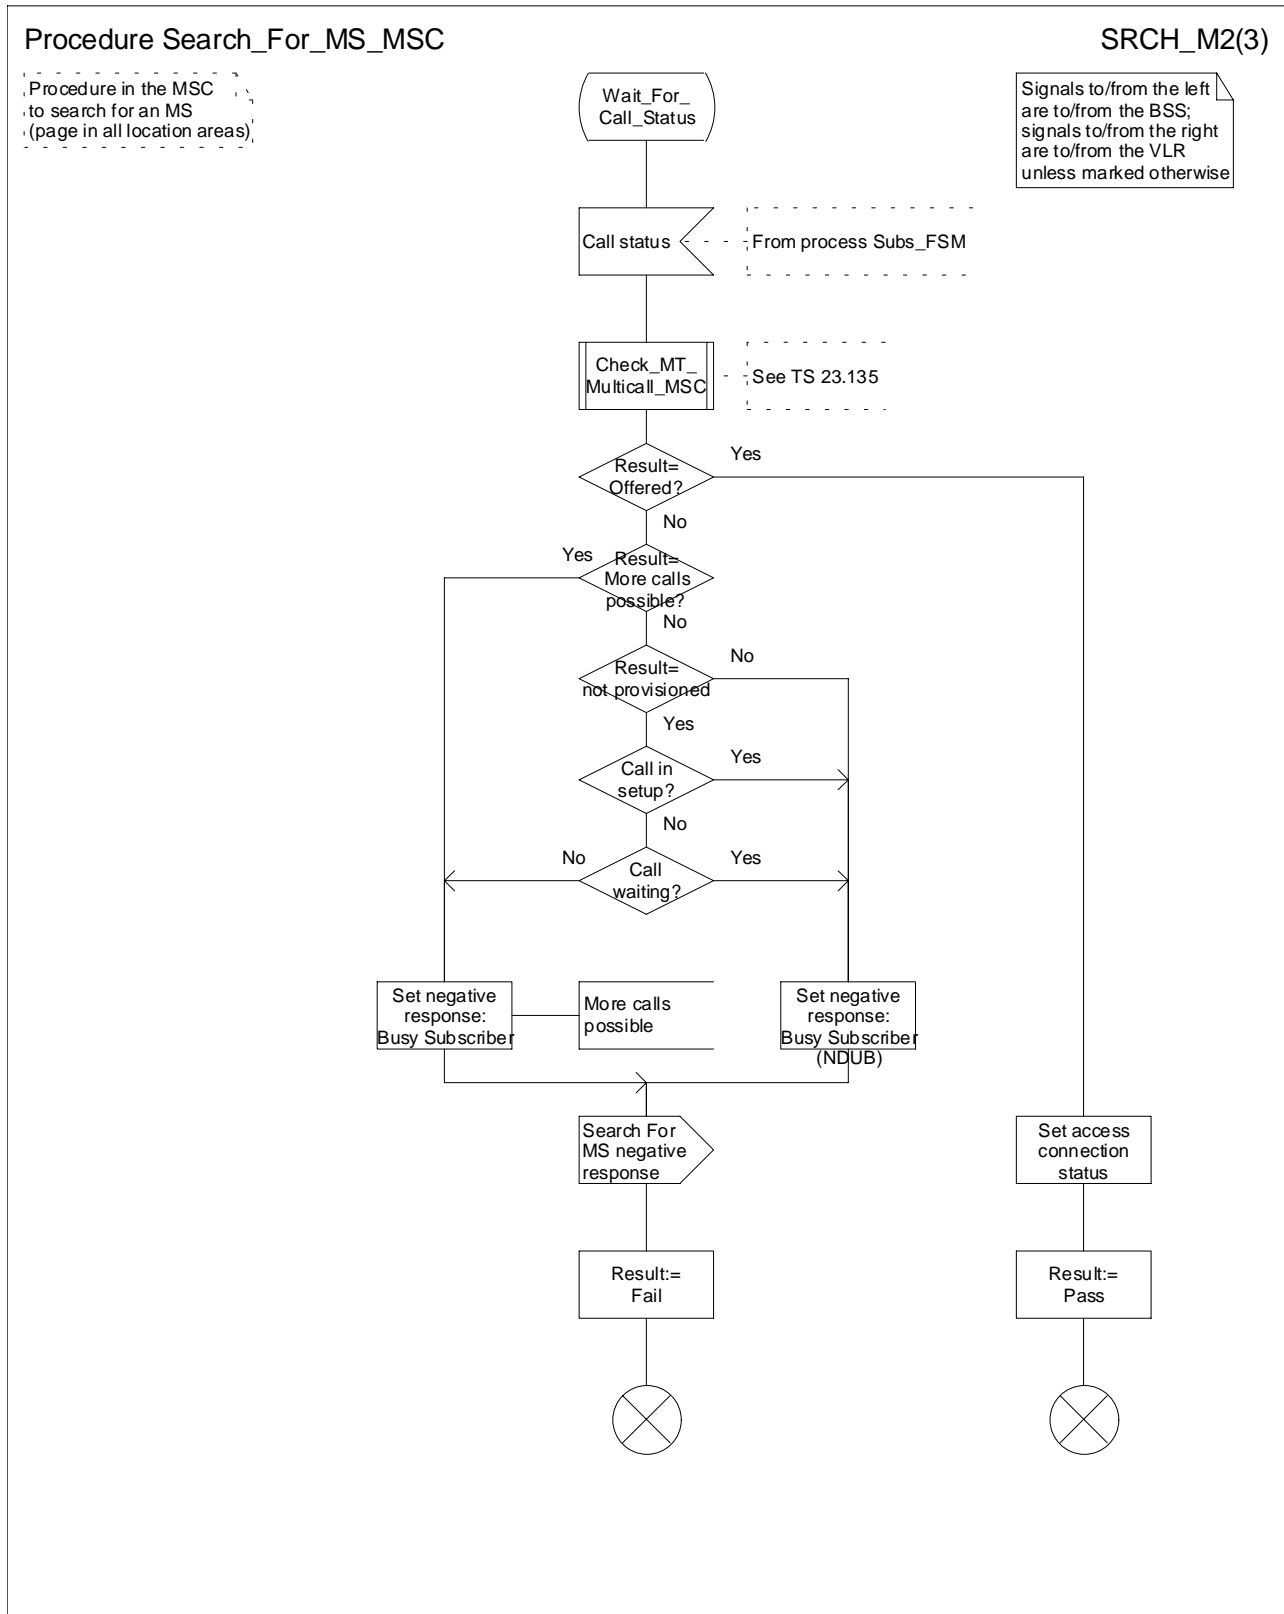 Procedure Search_For_MS_MSC
SRCH_M2(3)
Procedure in the MSC
to search for an MS
(page in all location areas)
Wait_For_
Call_Status
Signals to/from the left
are to/from the BSS;
signals to/from the right
are to/from the VLR
unless marked otherwise
Call status
From process Subs_FSM
Check_MT_
Multicall_MSC
See TS 23.135
Result=
Offered?
Yes
No
Yes
Result=
More calls
possible?
No
Result=
not provisioned
No
Yes
Call in
setup?
Yes
No
No
Call
waiting?
Yes
Set negative
response:
Busy Subscriber
More calls
possible
Set negative
response:
Busy Subscriber
(NDUB)
Search For
MS negative
response
Set access
connection
status
Result:=
Fail
Result:=
Pass